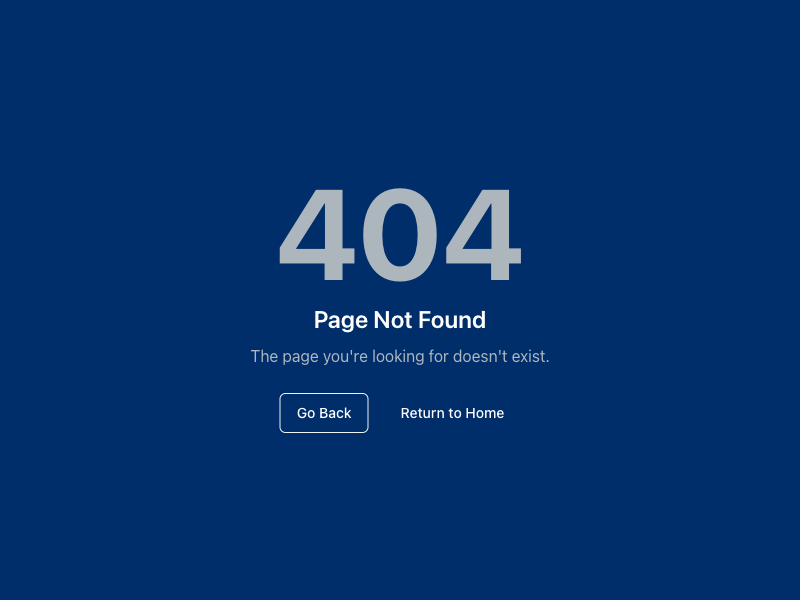 404
Page Not Found
The page you're looking for doesn't exist.
Go Back
Return to Home